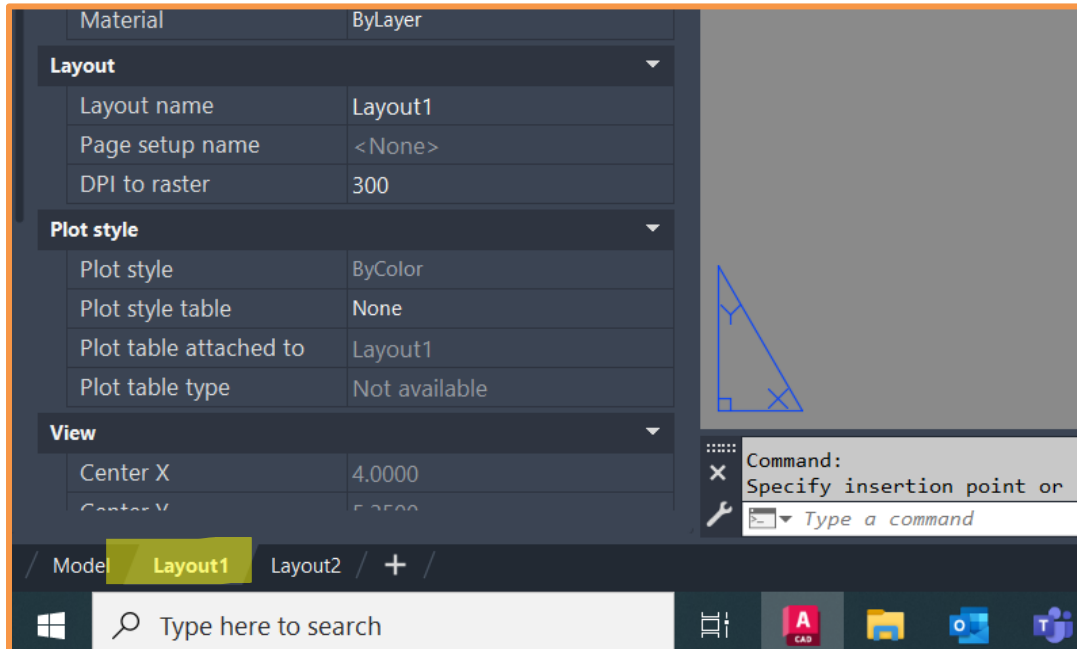 Material ByLayer
Layout
Layout name Layout1
Page setup name <None>
DPI to raster 300
Plot style
Plot style ByColor
Plot style table None
Plot table attached to Layout1
Plot table type Not available
View
Center X 4.0000
Y
X
Command:
Specify insertion point or
Type a command
Model Layout1 Layout2 +
Type here to search
A
CAD